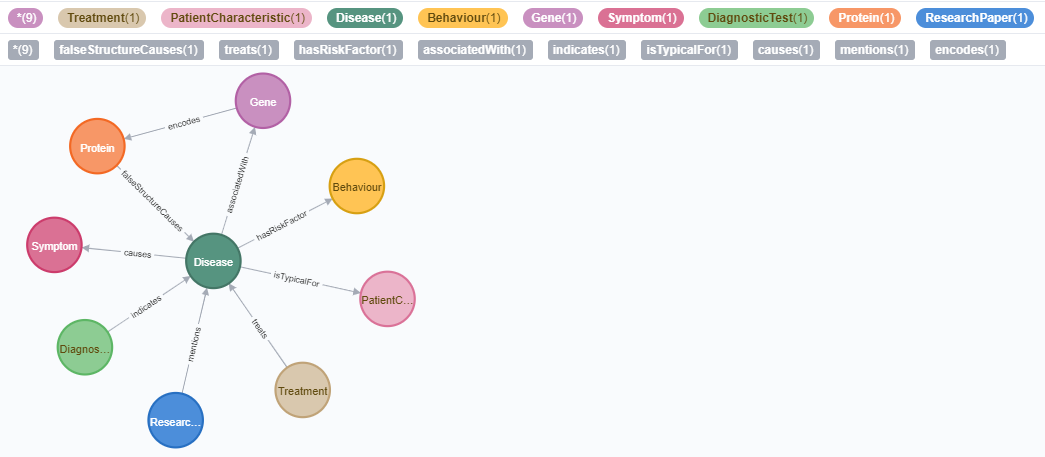 *(9) Treatment(1) PatientCharacteristic(1) Disease(1) Behaviour(1) Gene(1) Symptom(1) DiagnosticTest(1) Protein(1) ResearchPaper(1)
*(9) falseStructureCauses(1) treats(1) hasRiskFactor(1) associatedWith(1) indicates(1) isTypicalFor(1) causes(1) mentions(1) encodes(1)
Gene
encodes
Protein
falseStructureCauses
associatedWith
Behaviour
hasRiskFactor
Symptom
causes
Disease
isTypicalFor
PatientC...
indicates
treats
mentions
Diagnos...
Treatment
Researc...